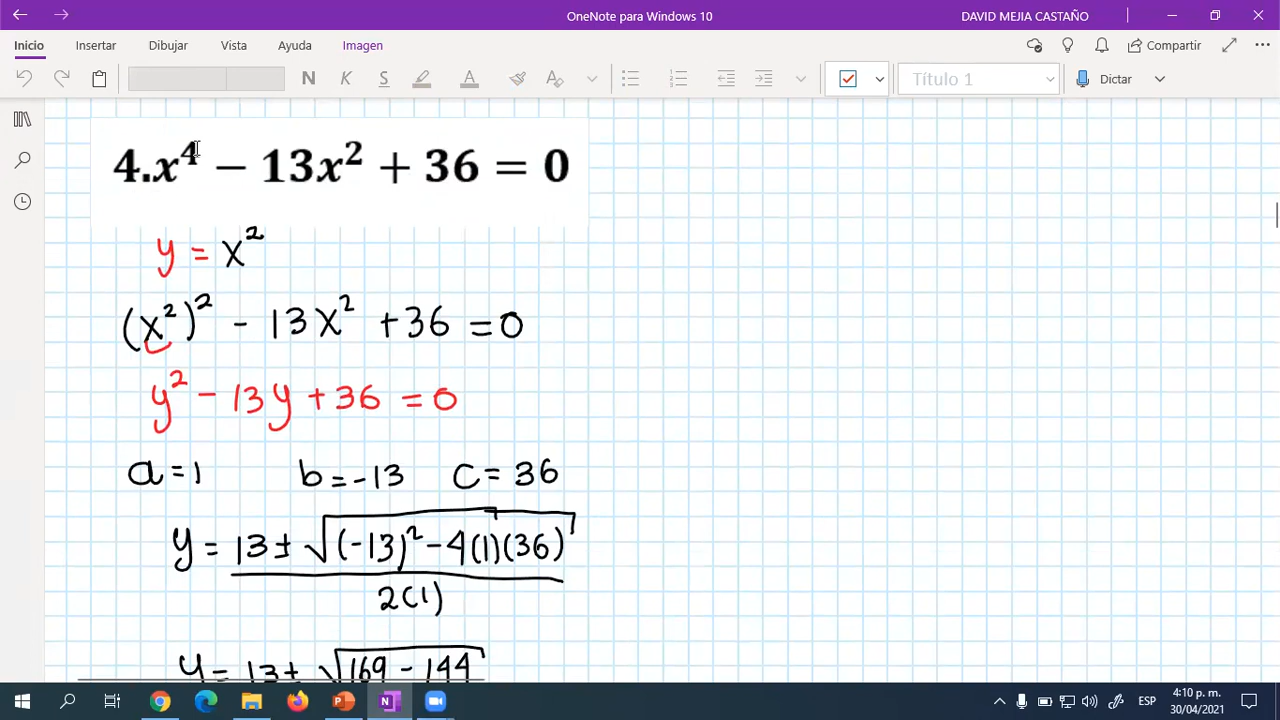 OneNote para Windows 10
DAVID MEJIA CASTAÑO
Inicio Insertar Dibujar Vista Ayuda Imagen Compartir
N K S A Título 1 Dictar
4.x⁴ − 13x² + 36 = 0
y = x²
(x²)² - 13x² + 36 = 0
y² - 13y + 36 = 0
a = 1 b = -13 c = 36
y = 13 ± √(-13)² - 4(1)(36)
2(1)
y = 13 ± √169 - 144
ESP 4:10 p. m.
30/04/2021